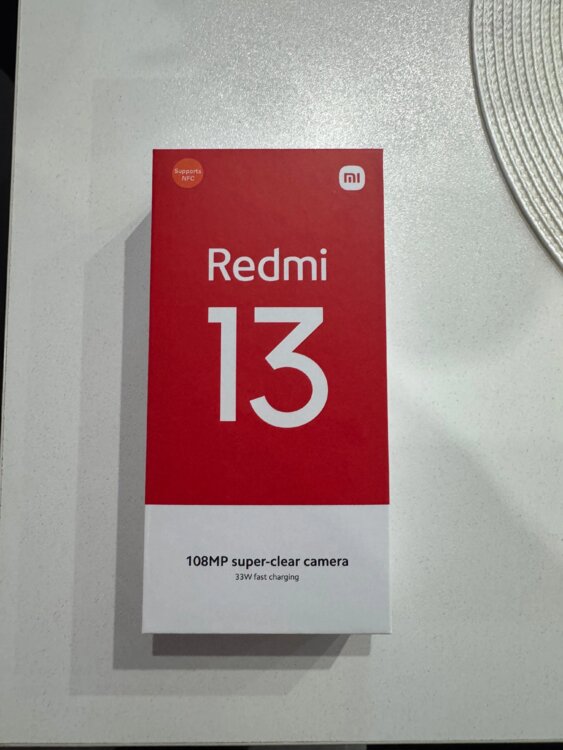 Supports
NFC
mi
Redmi
13
108MP super-clear camera
33W fast charging